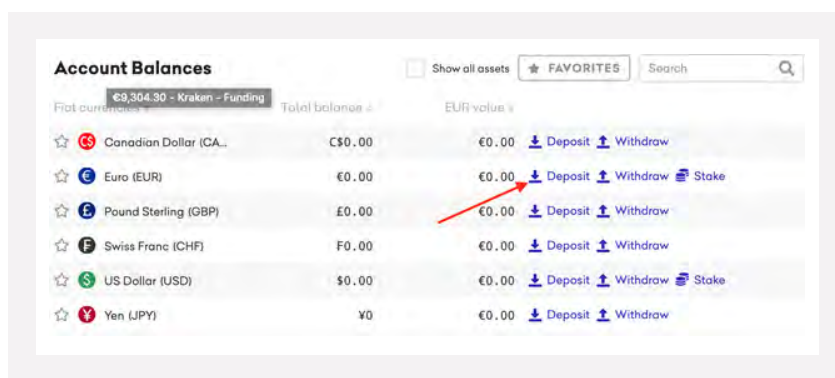 Account Balances
Show all assets
★ FAVORITES
Search
€9,304.30 - Kraken - Funding
Fiat currencies
Total balance
EUR value
C$ Canadian Dollar (CA... C$0.00 €0.00 Deposit Withdraw
€ Euro (EUR) €0.00 €0.00 Deposit Withdraw Stake
£ Pound Sterling (GBP) £0.00 €0.00 Deposit Withdraw
F Swiss Franc (CHF) F0.00 €0.00 Deposit Withdraw
$ US Dollar (USD) $0.00 €0.00 Deposit Withdraw Stake
¥ Yen (JPY) ¥0 €0.00 Deposit Withdraw